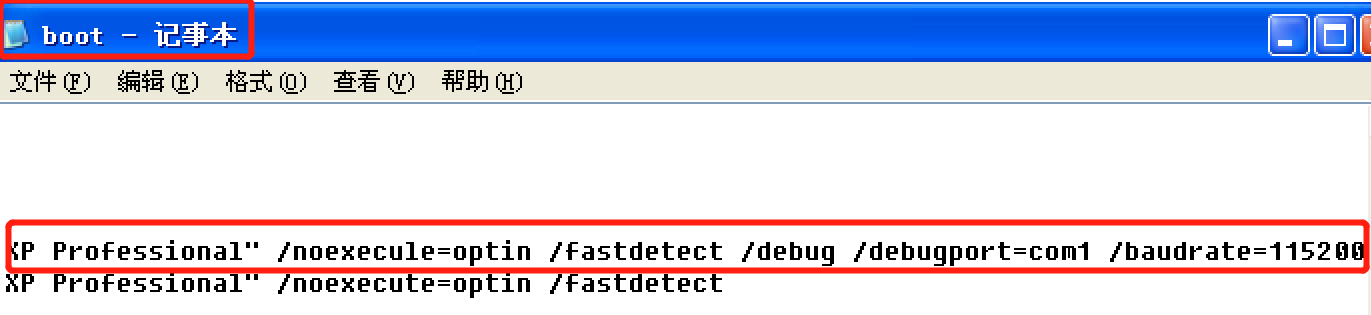 boot - 记事本
文件(F) 编辑(E) 格式(O) 查看(V) 帮助(H)
XP Professional" /noexecule=optin /fastdetect /debug /debugport=com1 /baudrate=115200
XP Professional" /noexecute=optin /fastdetect